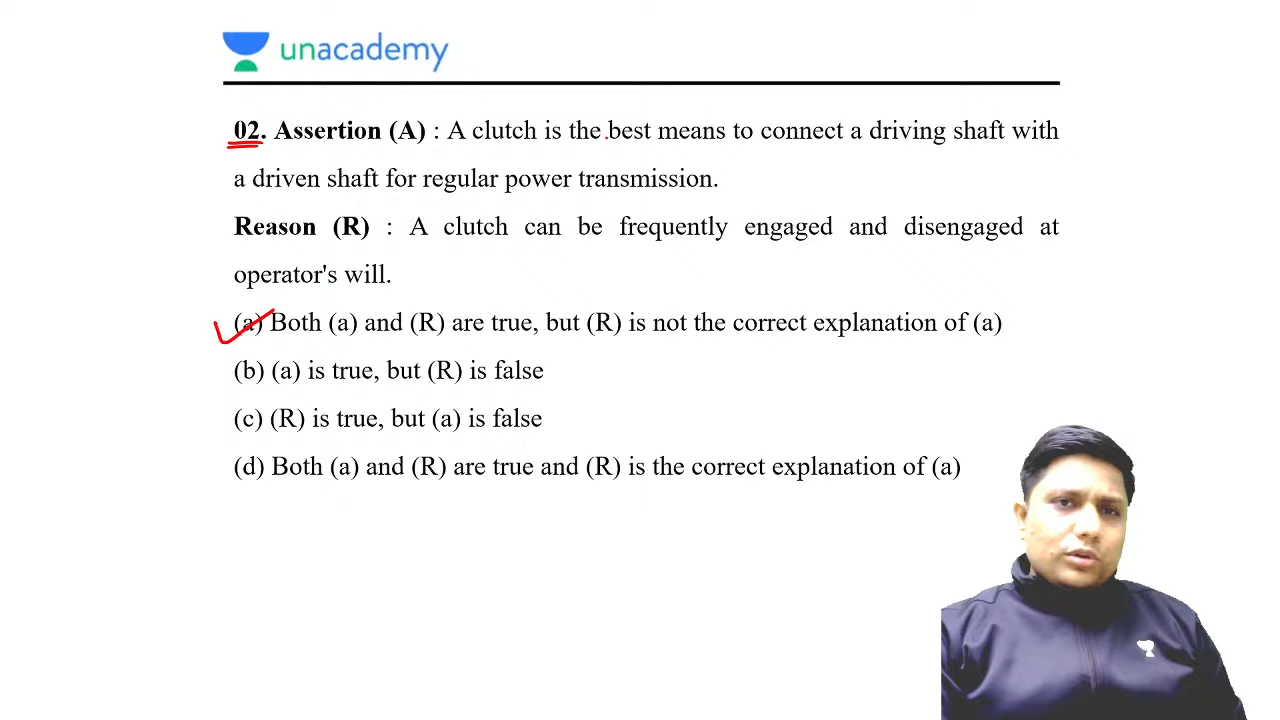 unacademy
02. Assertion (A) : A clutch is the best means to connect a driving shaft with
a driven shaft for regular power transmission.
Reason (R) : A clutch can be frequently engaged and disengaged at
operator's will.
(a) Both (a) and (R) are true, but (R) is not the correct explanation of (a)
(b) (a) is true, but (R) is false
(c) (R) is true, but (a) is false
(d) Both (a) and (R) are true and (R) is the correct explanation of (a)